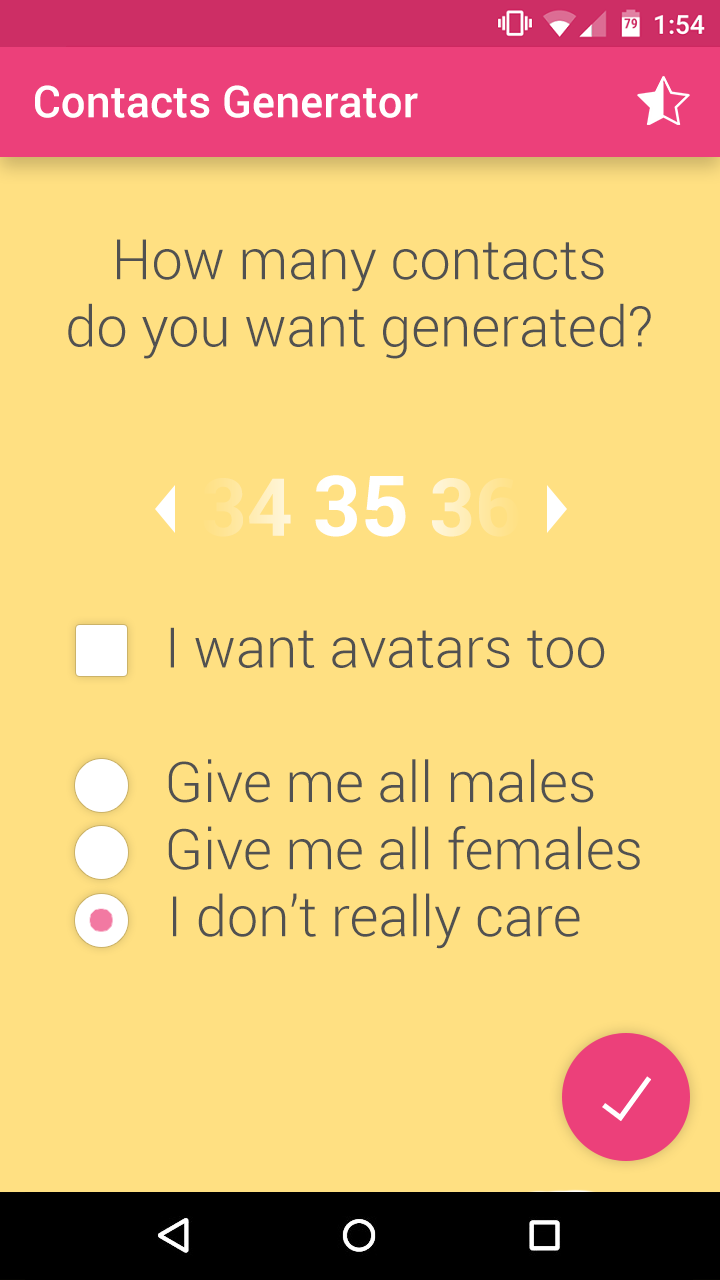 79 1:54
Contacts Generator
How many contacts
do you want generated?
34 35 36
I want avatars too
Give me all males
Give me all females
I don't really care